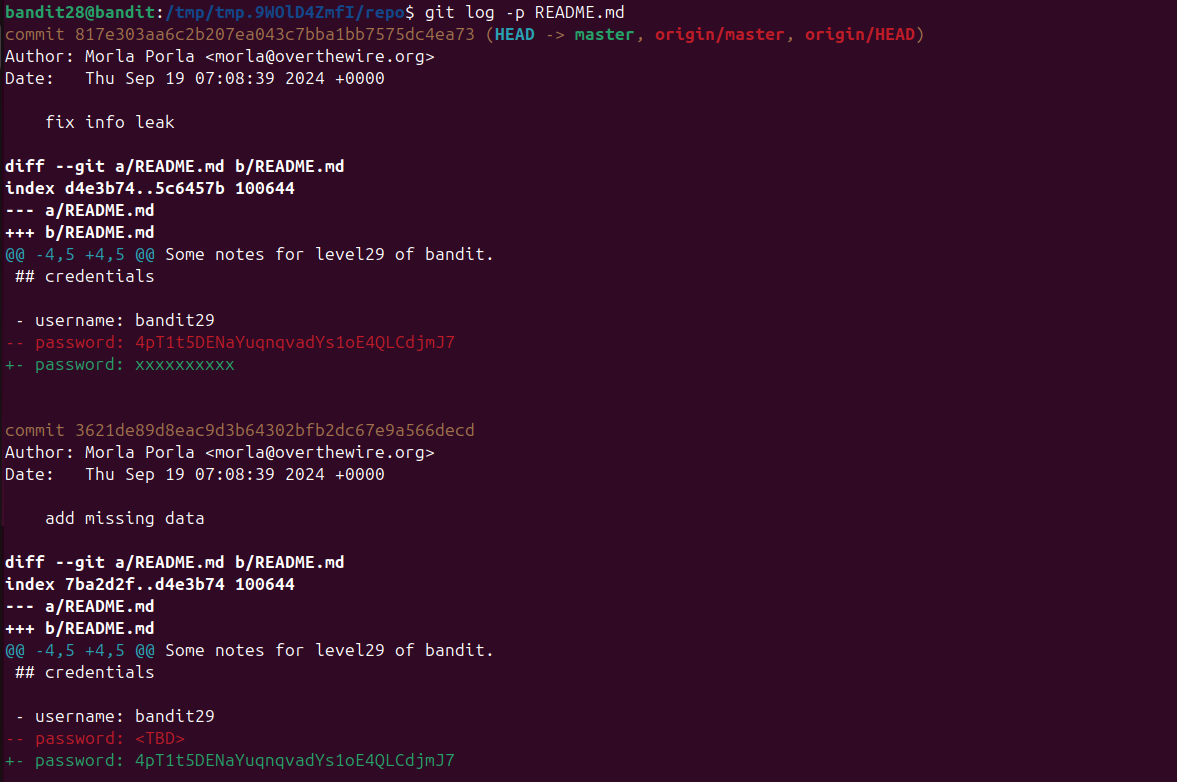 bandit28@bandit:/tmp/tmp.9WOlD4ZmfI/repo$ git log -p README.md
commit 817e303aa6c2b207ea043c7bba1bb7575dc4ea73 (HEAD -> master, origin/master, origin/HEAD)
Author: Morla Porla <morla@overthewire.org>
Date:   Thu Sep 19 07:08:39 2024 +0000

    fix info leak

diff --git a/README.md b/README.md
index d4e3b74..5c6457b 100644
--- a/README.md
+++ b/README.md
@@ -4,5 +4,5 @@ Some notes for level29 of bandit.
 ## credentials

 - username: bandit29
-- password: 4pT1t5DENaYuqnqvadYs1oE4QLCdjmJ7
+- password: xxxxxxxxxx


commit 3621de89d8eac9d3b64302bfb2dc67e9a566decd
Author: Morla Porla <morla@overthewire.org>
Date:   Thu Sep 19 07:08:39 2024 +0000

    add missing data

diff --git a/README.md b/README.md
index 7ba2d2f..d4e3b74 100644
--- a/README.md
+++ b/README.md
@@ -4,5 +4,5 @@ Some notes for level29 of bandit.
 ## credentials

 - username: bandit29
-- password: <TBD>
+- password: 4pT1t5DENaYuqnqvadYs1oE4QLCdjmJ7